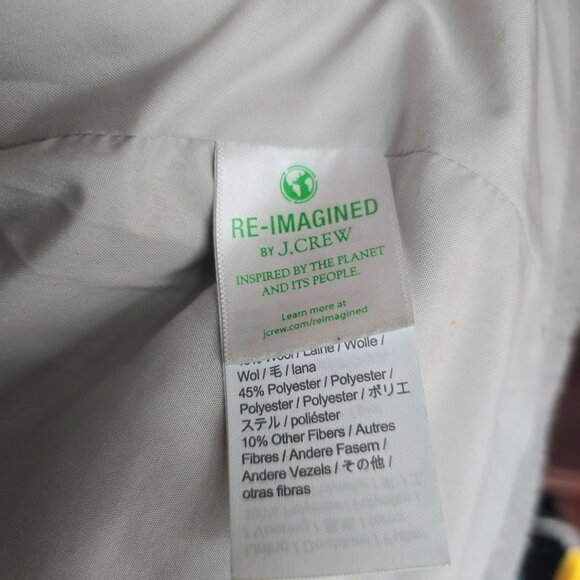 RE-IMAGINED
BY J.CREW
INSPIRED BY THE PLANET
AND ITS PEOPLE.
Learn more at
jcrew.com/reimagined
Wool / Laine / Wolle /
Wol / 毛 / lana
45% Polyester / Polyester /
Polyester / Polyester / ポリエ
ステル / poliéster
10% Other Fibers / Autres
Fibres / Andere Fasern /
Andere Vezels / その他 /
otras fibras